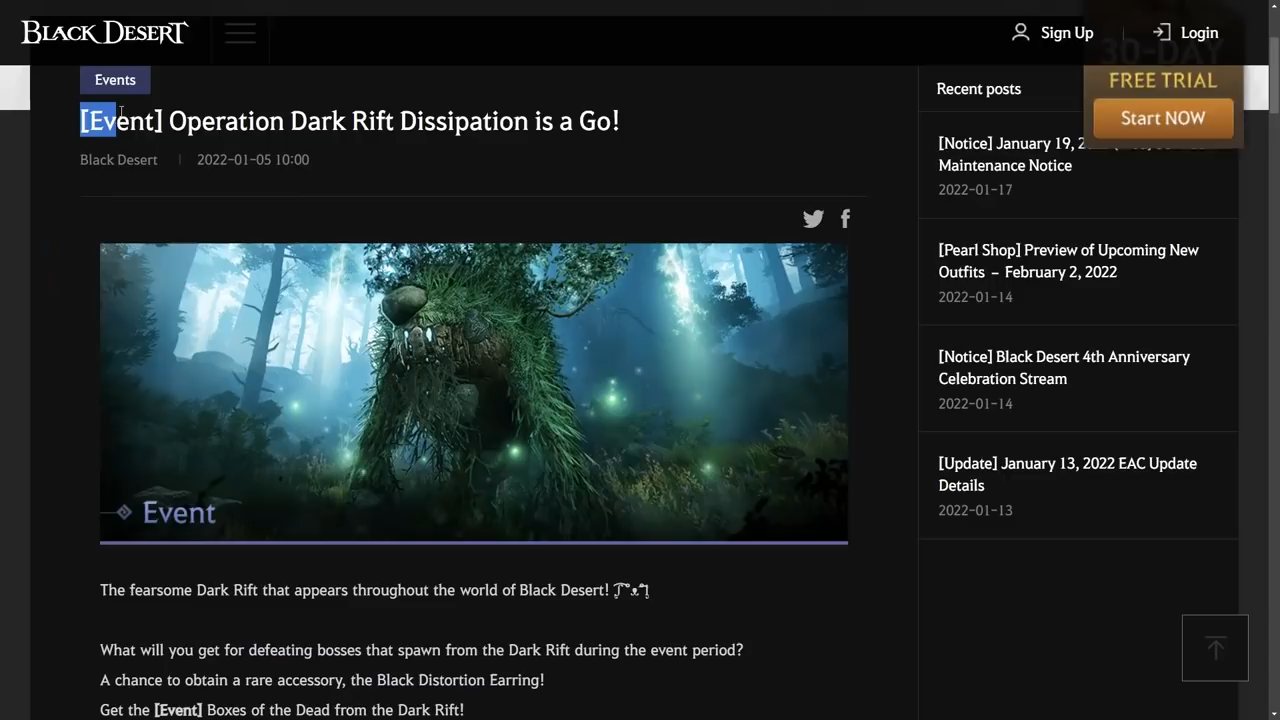 BLACK DESERT
Sign Up
Login
30-DAY
FREE TRIAL
Start NOW
Events
[Event] Operation Dark Rift Dissipation is a Go!
Black Desert
2022-01-05 10:00
Event
The fearsome Dark Rift that appears throughout the world of Black Desert!
What will you get for defeating bosses that spawn from the Dark Rift during the event period?
A chance to obtain a rare accessory, the Black Distortion Earring!
Get the [Event] Boxes of the Dead from the Dark Rift!
Recent posts
[Notice] January 19,
Maintenance Notice
2022-01-17
[Pearl Shop] Preview of Upcoming New
Outfits – February 2, 2022
2022-01-14
[Notice] Black Desert 4th Anniversary
Celebration Stream
2022-01-14
[Update] January 13, 2022 EAC Update
Details
2022-01-13